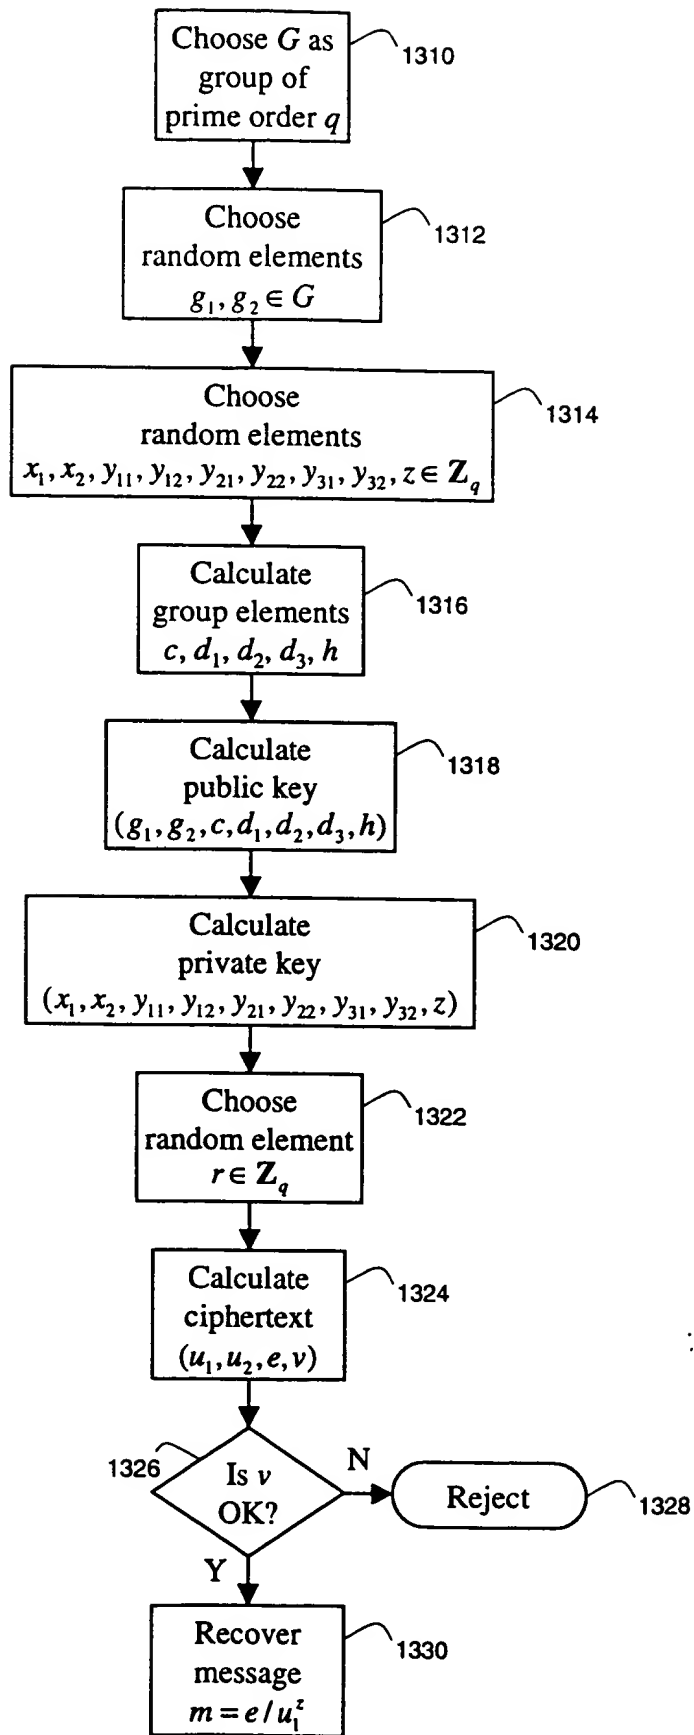 Choose G as
group of
prime order q
1310
Choose
random elements
g₁, g₂ ∈ G
1312
Choose
random elements
x₁, x₂, y₁₁, y₁₂, y₂₁, y₂₂, y₃₁, y₃₂, z ∈ Z_q
1314
Calculate
group elements
c, d₁, d₂, d₃, h
1316
Calculate
public key
(g₁, g₂, c, d₁, d₂, d₃, h)
1318
Calculate
private key
(x₁, x₂, y₁₁, y₁₂, y₂₁, y₂₂, y₃₁, y₃₂, z)
1320
Choose
random element
r ∈ Z_q
1322
Calculate
ciphertext
(u₁, u₂, e, v)
1324
1326
Is v
OK?
N
Reject
1328
Y
Recover
message
m = e / u₁ᶻ
1330